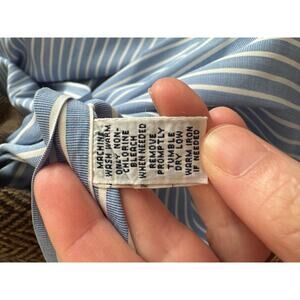 MACHINE
WASH WARM
ONLY NON
CHLORINE
BLEACH
WHEN NEEDED
REMOVE
PROMPTLY
TUMBLE
DRY LOW
WARM IRON
IF NEEDED